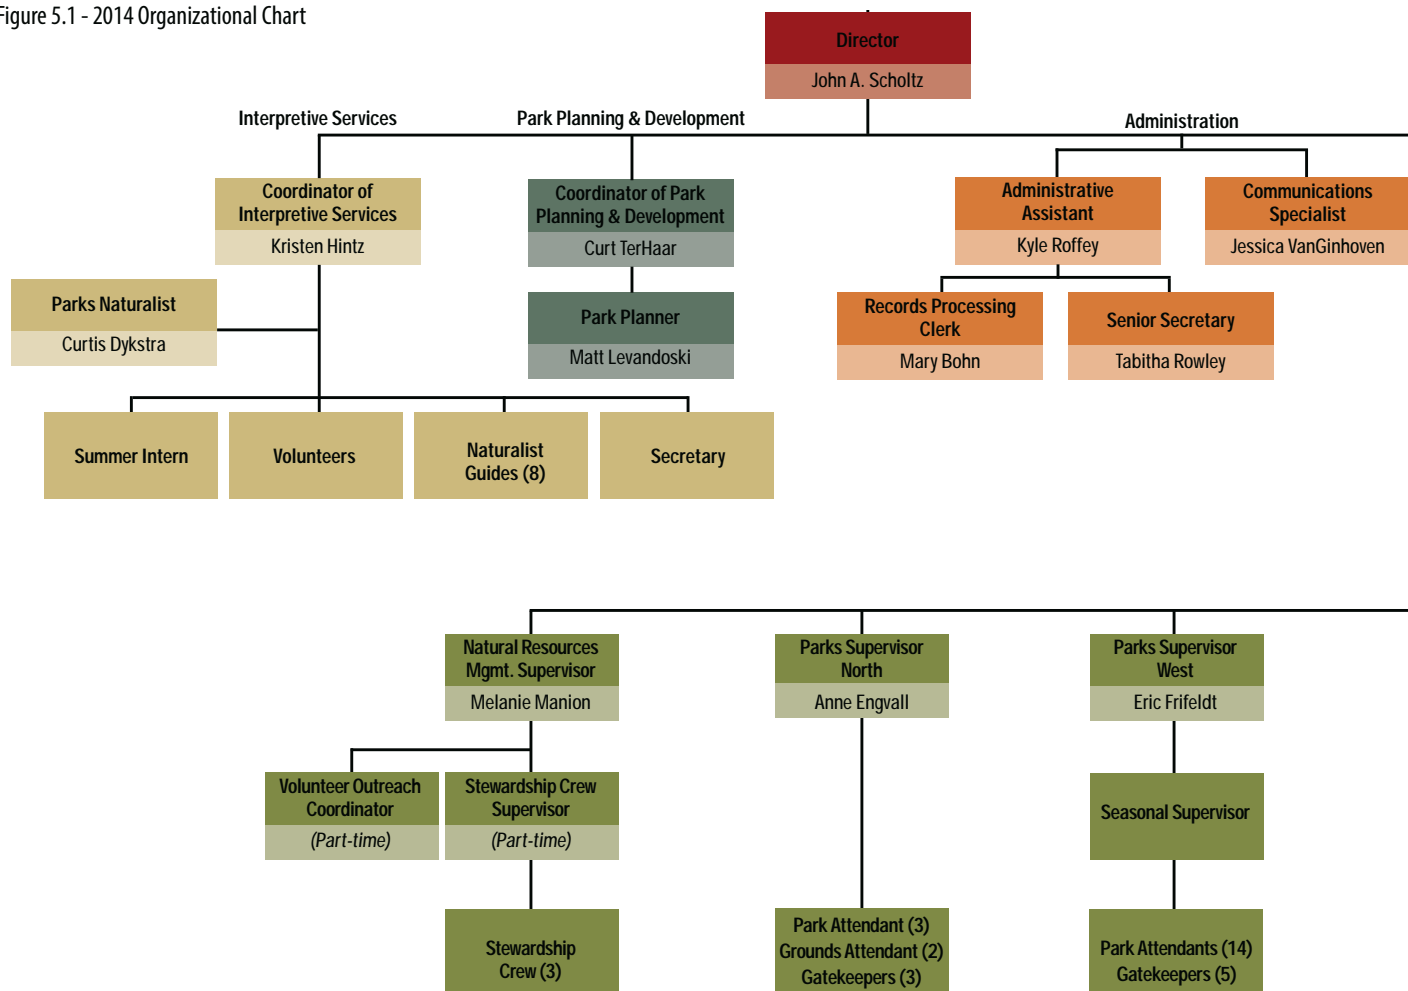 Figure 5.1 - 2014 Organizational Chart
Director
John A. Scholtz
Interpretive Services
Park Planning & Development
Administration
Coordinator of
Interpretive Services
Kristen Hintz
Coordinator of Park
Planning & Development
Curt TerHaar
Administrative
Assistant
Kyle Roffey
Communications
Specialist
Jessica VanGinhoven
Parks Naturalist
Curtis Dykstra
Park Planner
Matt Levandoski
Records Processing
Clerk
Mary Bohn
Senior Secretary
Tabitha Rowley
Summer Intern
Volunteers
Naturalist
Guides (8)
Secretary
Natural Resources
Mgmt. Supervisor
Melanie Manion
Parks Supervisor
North
Anne Engvall
Parks Supervisor
West
Eric Frifeldt
Volunteer Outreach
Coordinator
(Part-time)
Stewardship Crew
Supervisor
(Part-time)
Seasonal Supervisor
Stewardship
Crew (3)
Park Attendant (3)
Grounds Attendant (2)
Gatekeepers (3)
Park Attendants (14)
Gatekeepers (5)